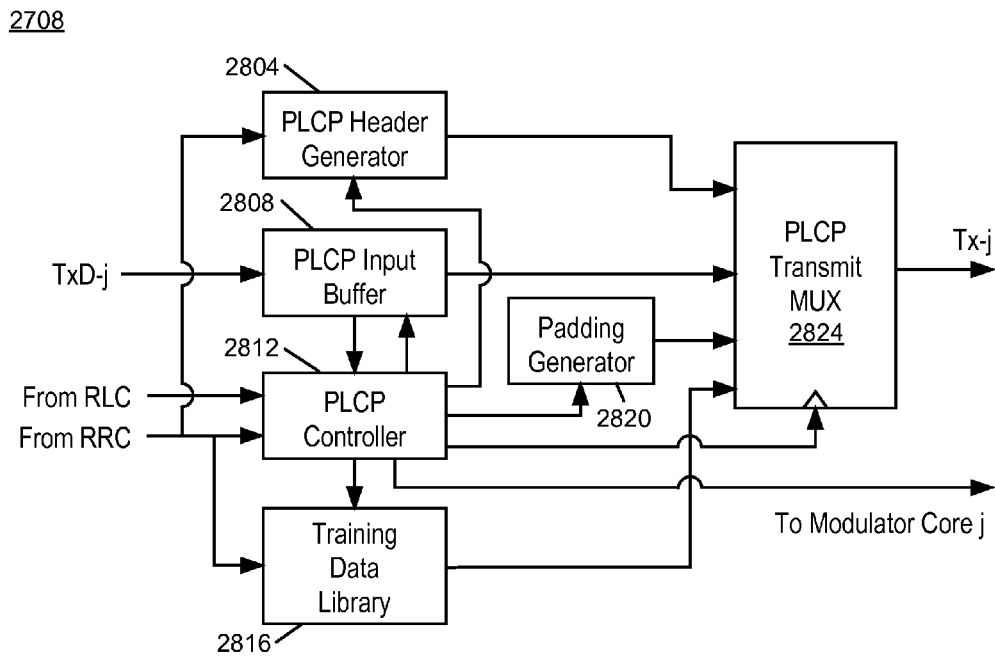 2708
2804
PLCP Header
Generator
2808
TxD-j
PLCP Input
Buffer
PLCP
Transmit
MUX
2824
Tx-j
Padding
Generator
2820
2812
From RLC
From RRC
PLCP
Controller
To Modulator Core j
Training
Data
Library
2816